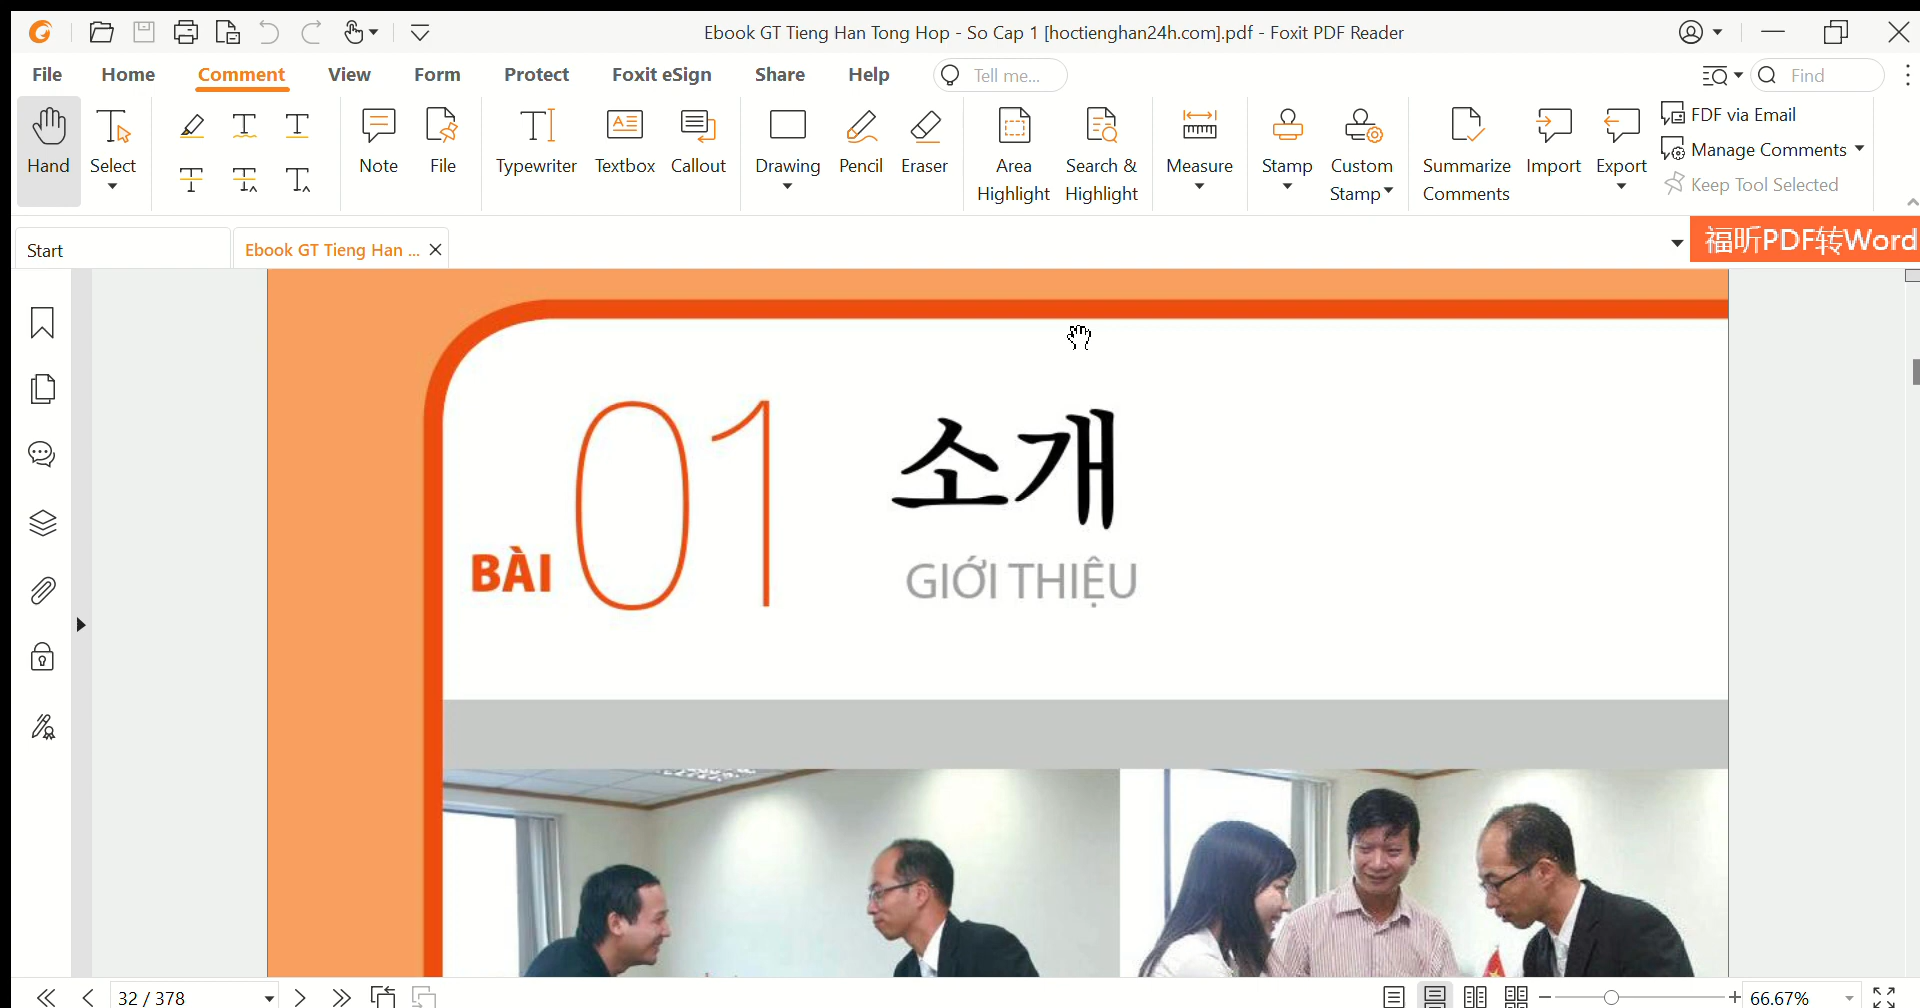 Ebook GT Tieng Han Tong Hop - So Cap 1 [hoctienghan24h.com].pdf - Foxit PDF Reader
File Home Comment View Form Protect Foxit eSign Share Help Tell me... Find
Hand Select Note File Typewriter Textbox Callout Drawing Pencil Eraser Area Highlight Search & Highlight Measure Stamp Custom Stamp Summarize Comments Import Export
FDF via Email
Manage Comments
Keep Tool Selected
Start Ebook GT Tieng Han ... 福昕PDF转Word
BÀI 01 소개
GIỚI THIỆU
32 / 378 66.67%